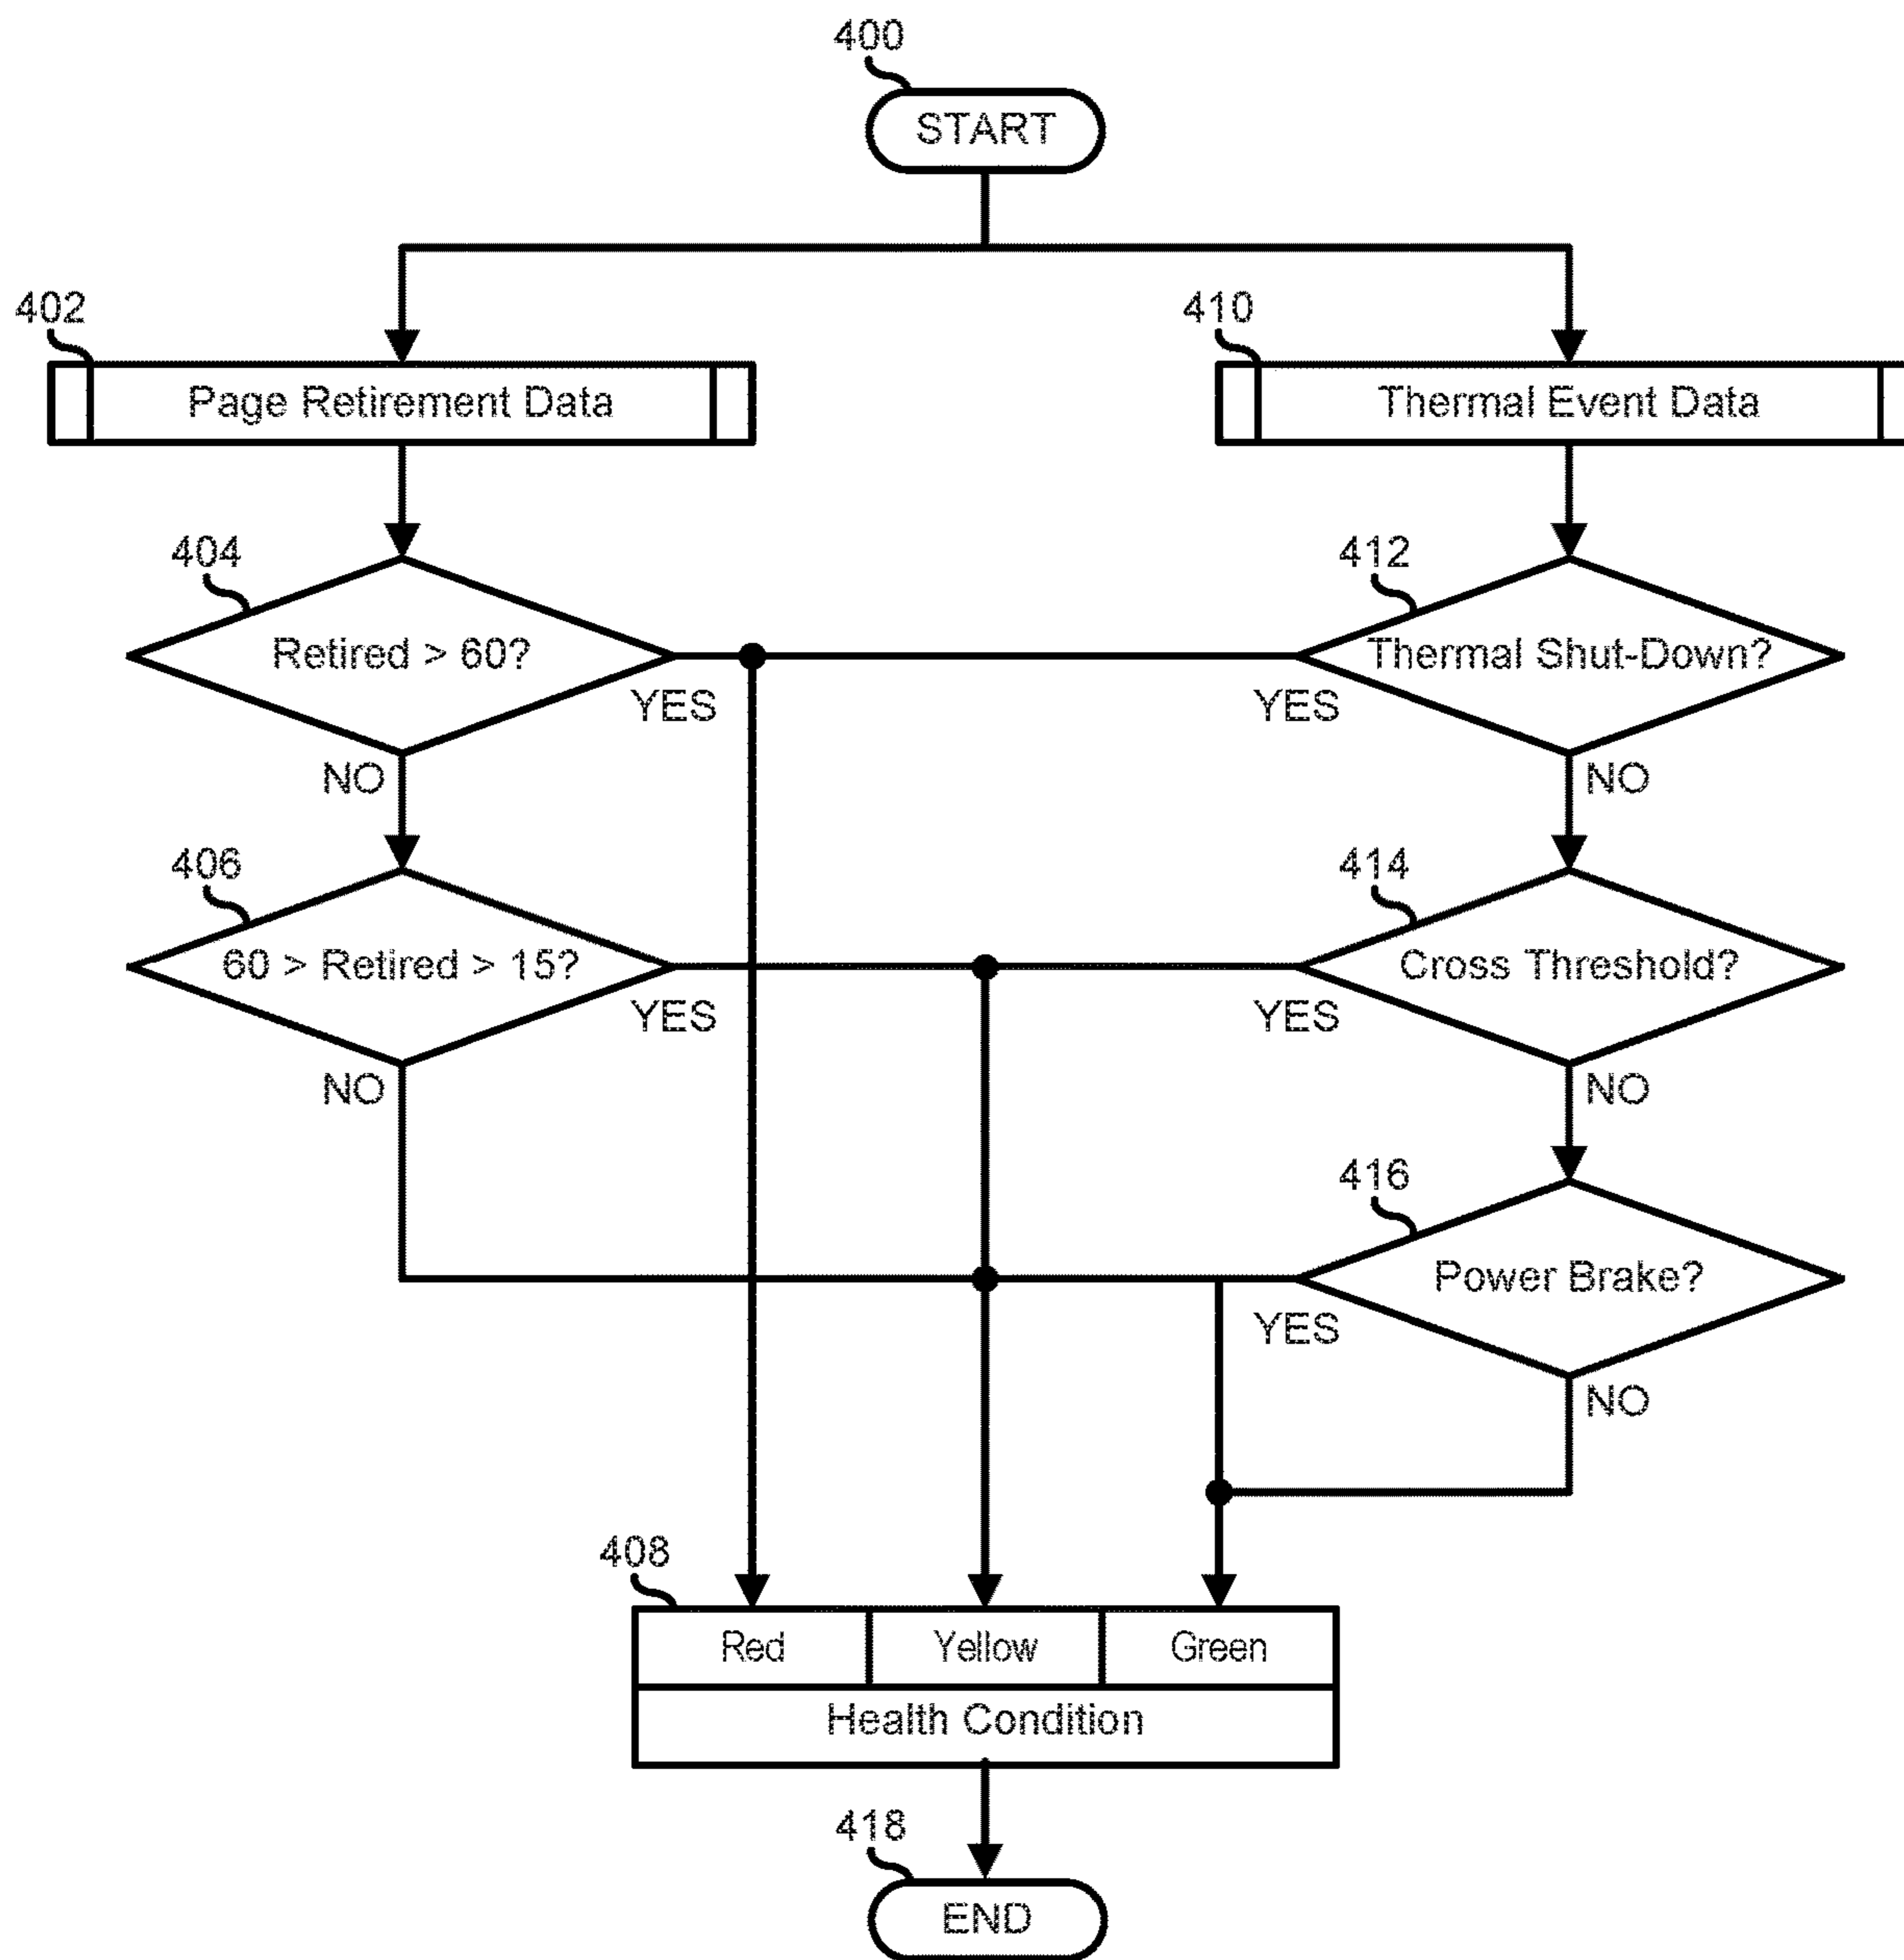 400
START
402
410
Page Retirement Data
Thermal Event Data
404
412
Retired > 60?
Thermal Shut-Down?
YES
YES
NO
NO
406
414
60 > Retired > 15?
Cross Threshold?
YES
YES
NO
NO
416
Power Brake?
YES
NO
408
Red
Yellow
Green
Health Condition
418
END